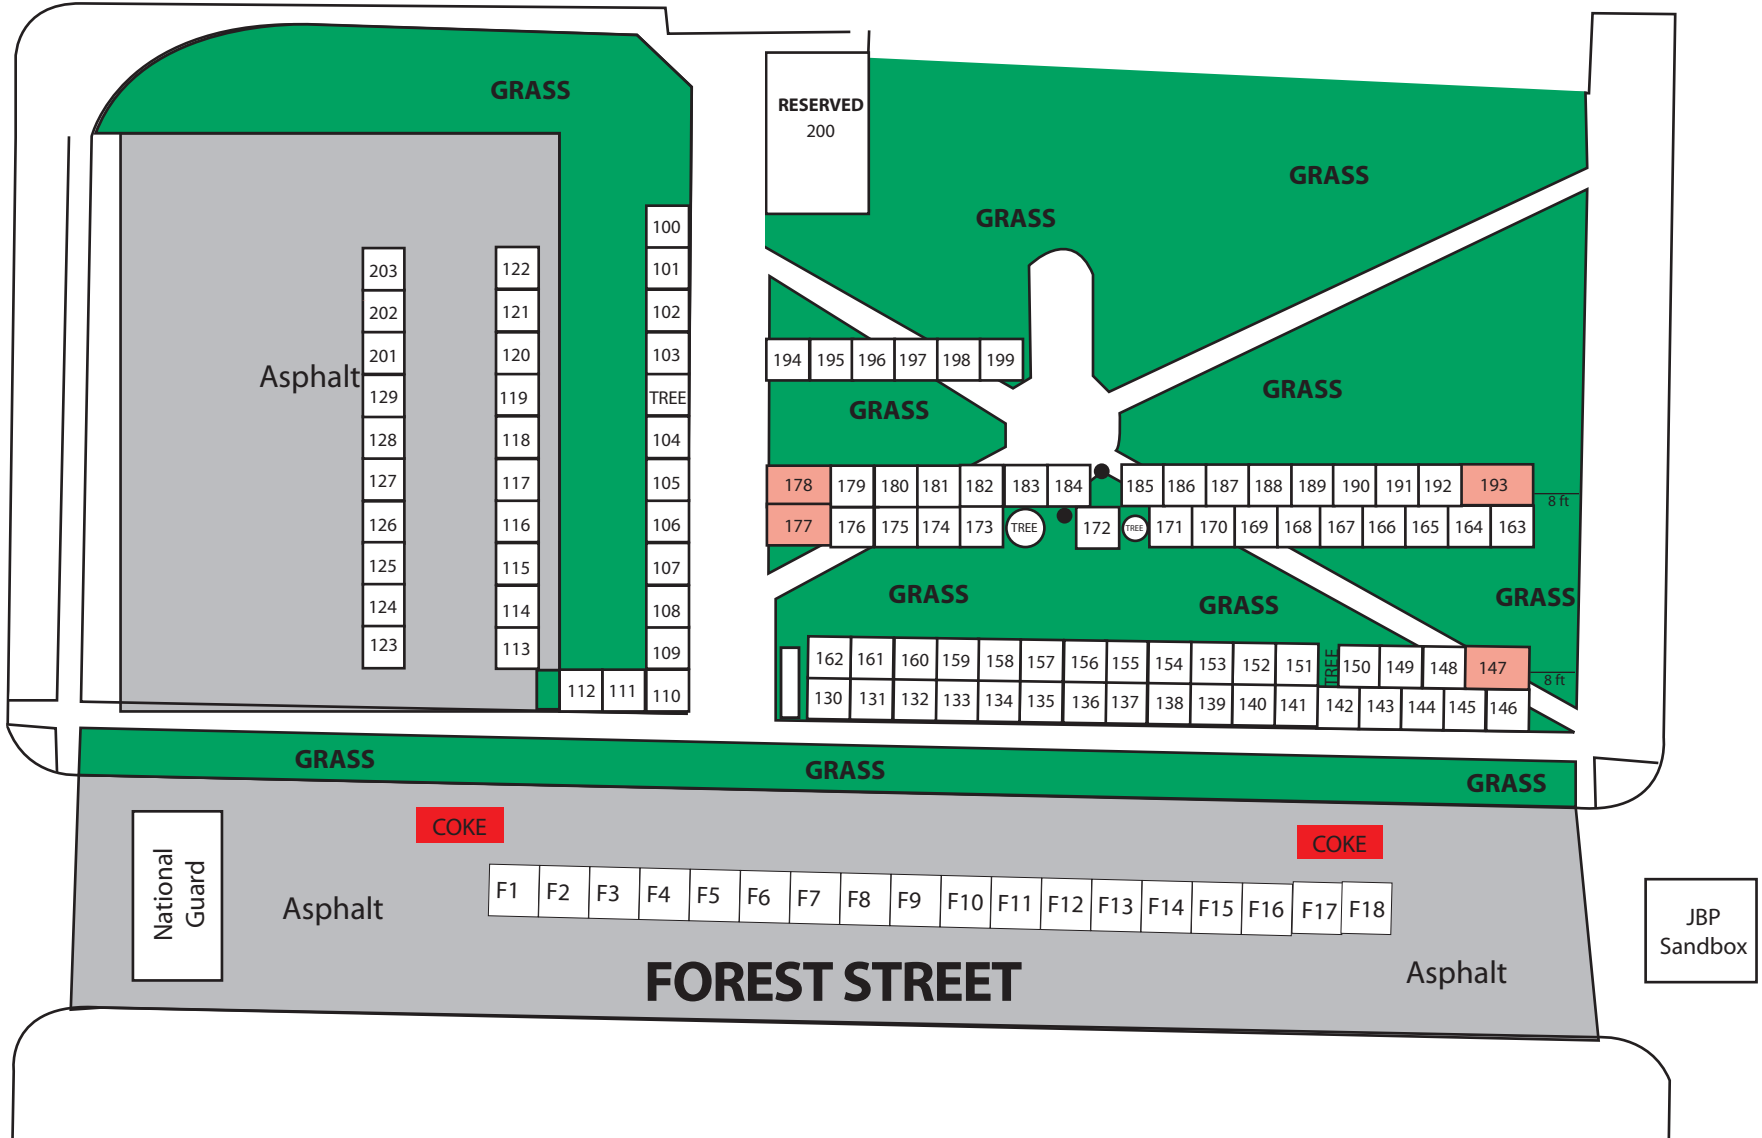 GRASS
RESERVED
200
GRASS
GRASS
100
101
102
103
TREE
104
105
106
107
108
109
110
111
112
203
202
201
129
128
127
126
125
124
123
122
121
120
119
118
117
116
115
114
113
Asphalt
194 195 196 197 198 199
GRASS
GRASS
178 179 180 181 182 183 184 185 186 187 188 189 190 191 192 193
8 ft
177 176 175 174 173 TREE 172 TREE 171 170 169 168 167 166 165 164 163
GRASS
GRASS
GRASS
162 161 160 159 158 157 156 155 154 153 152 151 TREE 150 149 148 147
8 ft
130 131 132 133 134 135 136 137 138 139 140 141 142 143 144 145 146
GRASS
GRASS
GRASS
COKE
COKE
National
Guard
Asphalt
F1 F2 F3 F4 F5 F6 F7 F8 F9 F10 F11 F12 F13 F14 F15 F16 F17 F18
FOREST STREET
Asphalt
JBP
Sandbox